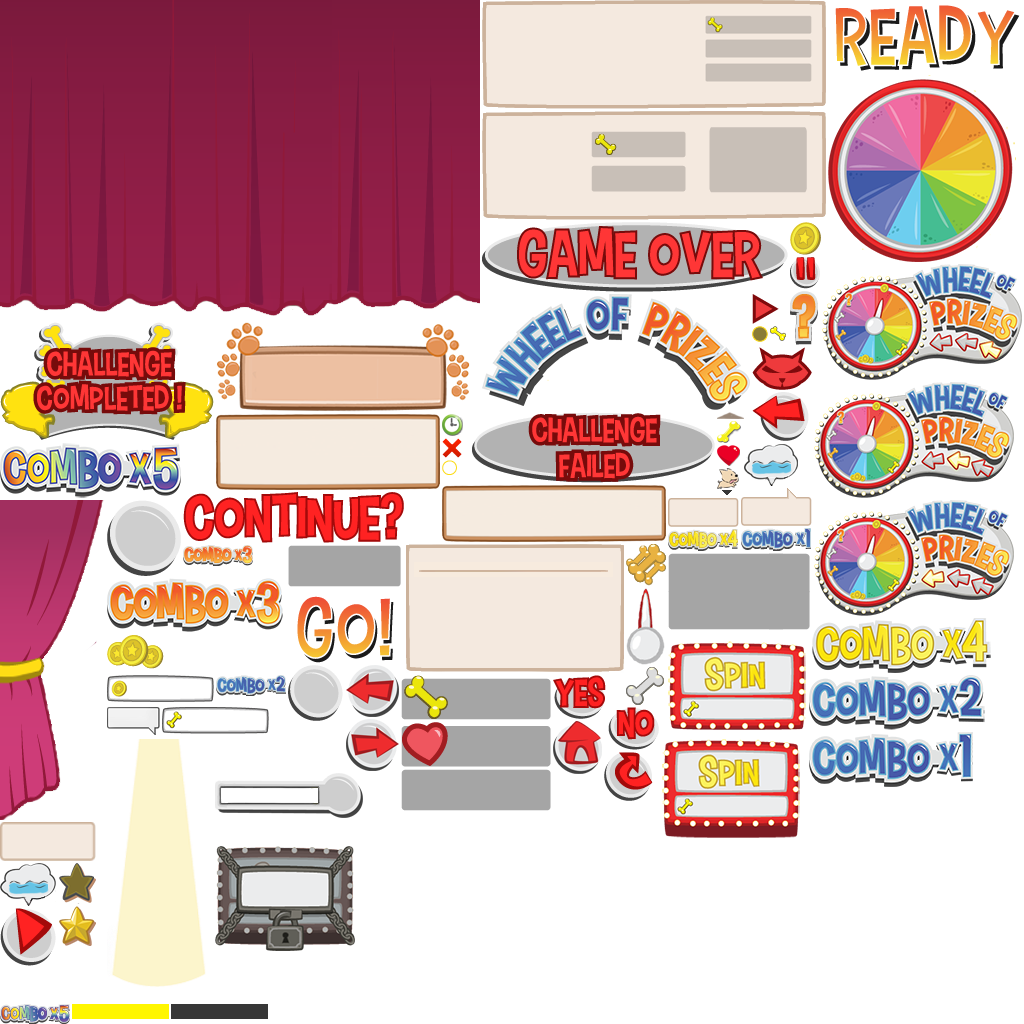 READY
GAME OVER
WHEEL OF PRIZES
?
WHEEL OF
PRIZES
?
CHALLENGE
COMPLETED !
COMBO X5
CHALLENGE
FAILED
WHEEL OF
PRIZES
CONTINUE?
COMBO X3
COMBO X4
COMBO X1
WHEEL OF
PRIZES
COMBO X3
GO!
COMBO X4
SPIN
COMBO X2
YES
COMBO X2
NO
COMBO X1
SPIN
COMBO X5